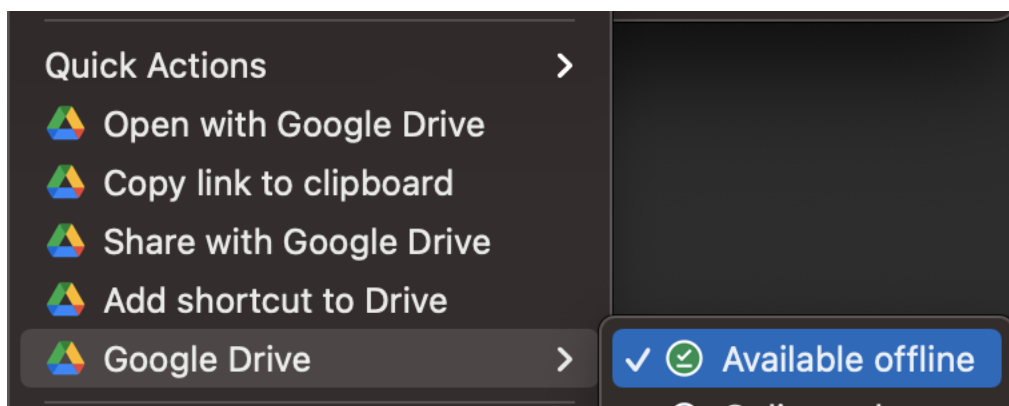 Quick Actions
Open with Google Drive
Copy link to clipboard
Share with Google Drive
Add shortcut to Drive
Google Drive
Available offline